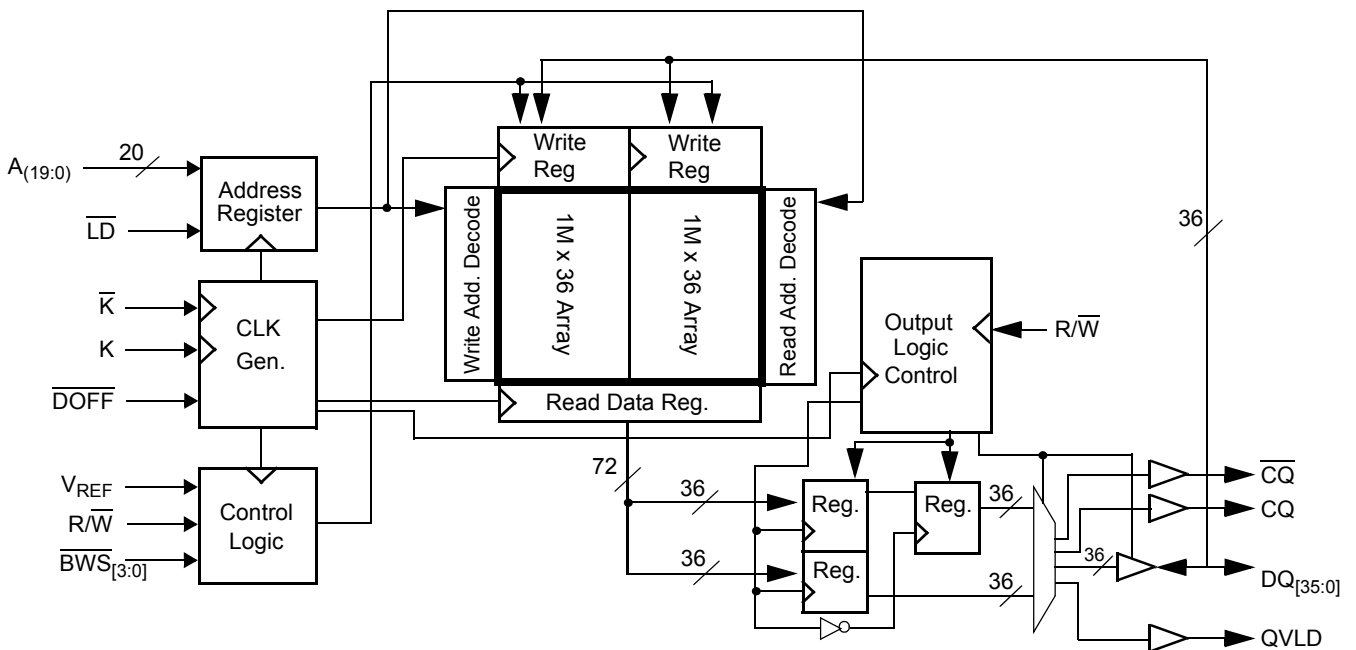 A(19:0)
20
LD
K
K
DOFF
VREF
R/W
BWS[3:0]
Address
Register
CLK
Gen.
Control
Logic
Write
Reg
Write
Reg
Write Add. Decode
1M x 36 Array
1M x 36 Array
Read Add. Decode
Read Data Reg.
72
36
36
Output
Logic
Control
R/W
36
Reg.
Reg.
Reg.
36
36
36
CQ
CQ
DQ[35:0]
QVLD